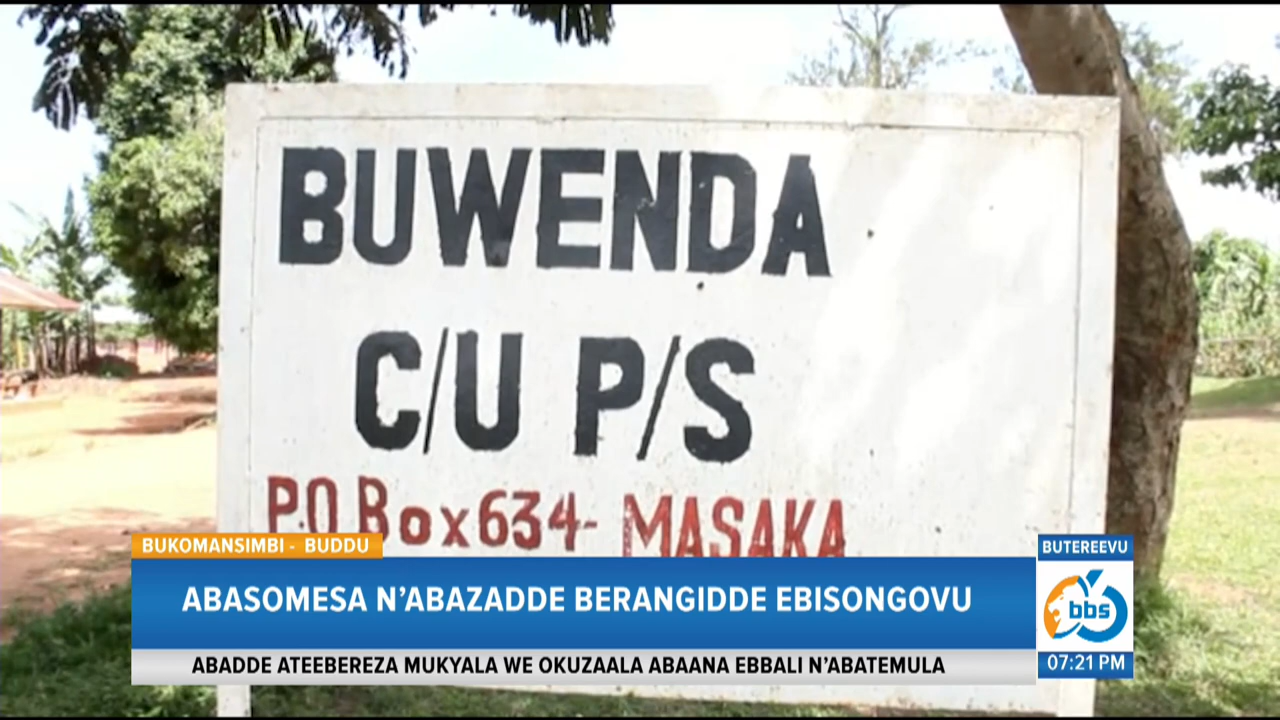 BUWENDA
C/U P/S
P.O Box 634- MASAKA
BUKOMANSIMBI - BUDDU
ABASOMESA N'ABAZADDE BERANGIDDE EBISONGOVU
ABADDE ATEEBEREZA MUKYALA WE OKUZAALA ABAANA EBBALI N'ABATEMULA
BUTEREEVU
bbs
07:21 PM